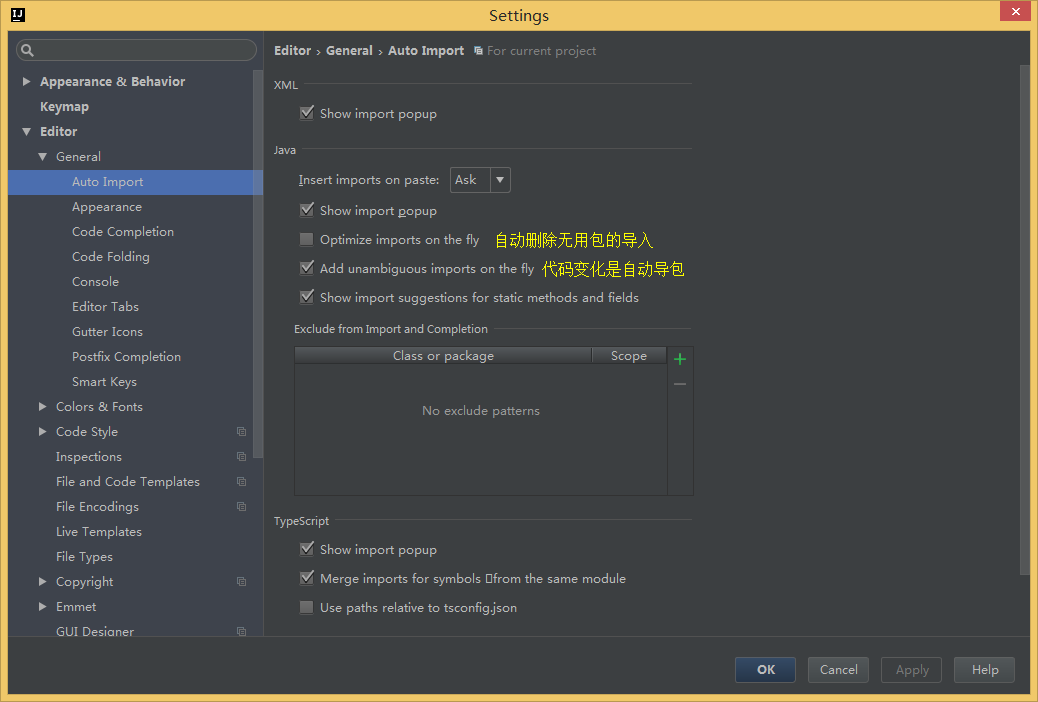 IJ
Settings
Editor › General › Auto Import For current project
Appearance & Behavior
Keymap
Editor
General
Auto Import
Appearance
Code Completion
Code Folding
Console
Editor Tabs
Gutter Icons
Postfix Completion
Smart Keys
Colors & Fonts
Code Style
Inspections
File and Code Templates
File Encodings
Live Templates
File Types
Copyright
Emmet
GUI Designer
XML
Show import popup
Java
Insert imports on paste: Ask
Show import popup
Optimize imports on the fly 自动删除无用包的导入
Add unambiguous imports on the fly 代码变化是自动导包
Show import suggestions for static methods and fields
Exclude from Import and Completion
Class or package Scope
No exclude patterns
TypeScript
Show import popup
Merge imports for symbols from the same module
Use paths relative to tsconfig.json
OK Cancel Apply Help